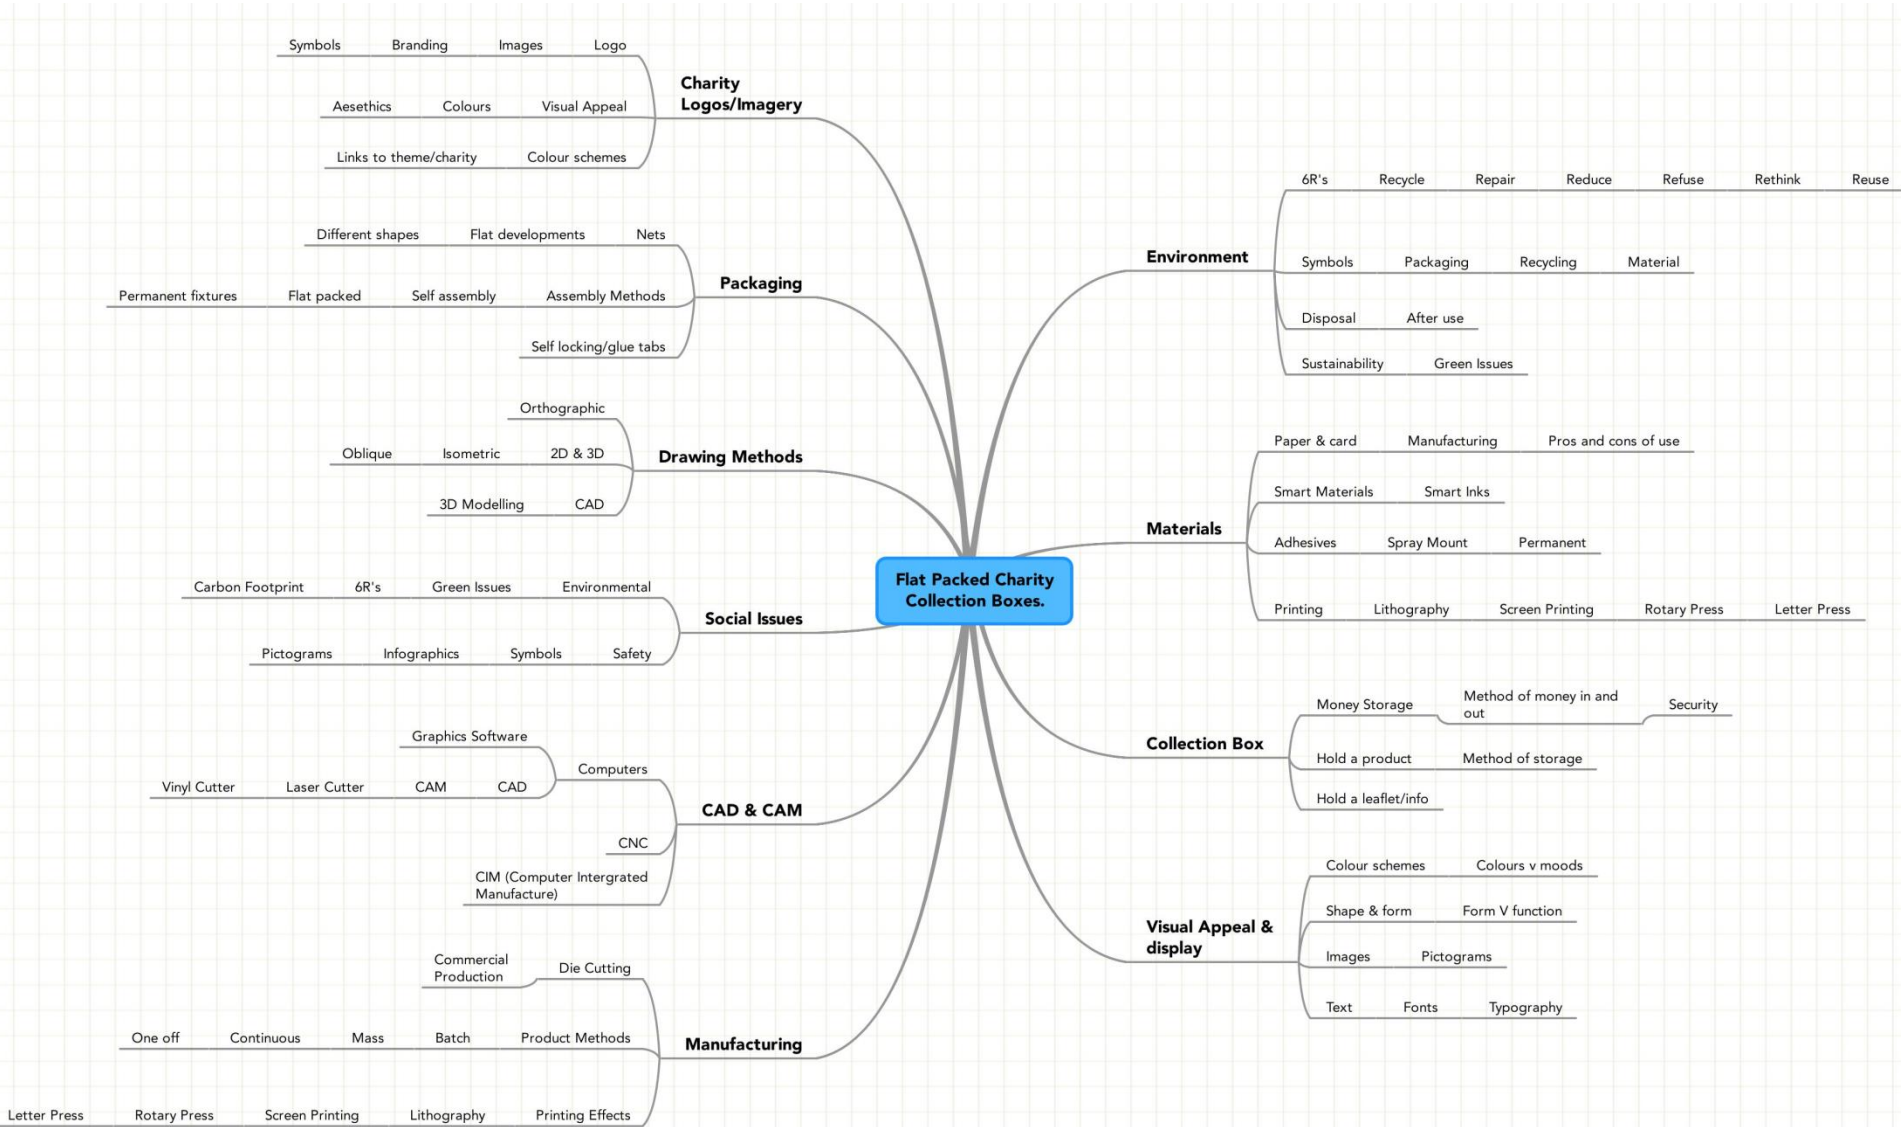 Symbols Branding Images Logo
Charity
Logos/Imagery
Aesethics Colours Visual Appeal
Links to theme/charity Colour schemes
Different shapes Flat developments Nets
Packaging
Permanent fixtures Flat packed Self assembly Assembly Methods
Self locking/glue tabs
Orthographic
Drawing Methods
Oblique Isometric 2D & 3D
3D Modelling CAD
Carbon Footprint 6R's Green Issues Environmental
Social Issues
Pictograms Infographics Symbols Safety
Graphics Software
Computers
Vinyl Cutter Laser Cutter CAM CAD
CAD & CAM
CNC
CIM (Computer Intergrated
Manufacture)
Commercial
Production
Die Cutting
One off Continuous Mass Batch Product Methods
Manufacturing
Letter Press Rotary Press Screen Printing Lithography Printing Effects
Flat Packed Charity
Collection Boxes.
6R's Recycle Repair Reduce Refuse Rethink Reuse
Environment
Symbols Packaging Recycling Material
Disposal After use
Sustainability Green Issues
Paper & card Manufacturing Pros and cons of use
Smart Materials Smart Inks
Materials
Adhesives Spray Mount Permanent
Printing Lithography Screen Printing Rotary Press Letter Press
Money Storage
Method of money in and
out
Security
Collection Box
Hold a product Method of storage
Hold a leaflet/info
Colour schemes Colours v moods
Shape & form Form V function
Visual Appeal &
display
Images Pictograms
Text Fonts Typography